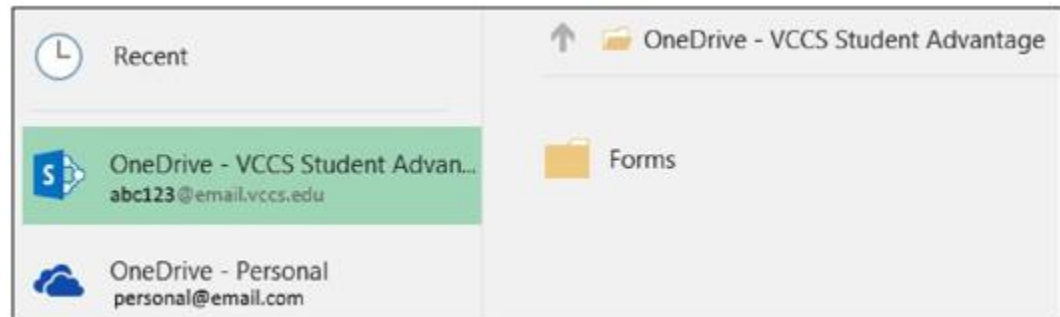 Recent
OneDrive - VCCS Student Advan...
abc123@email.vccs.edu
OneDrive - Personal
personal@email.com
OneDrive - VCCS Student Advantage
Forms